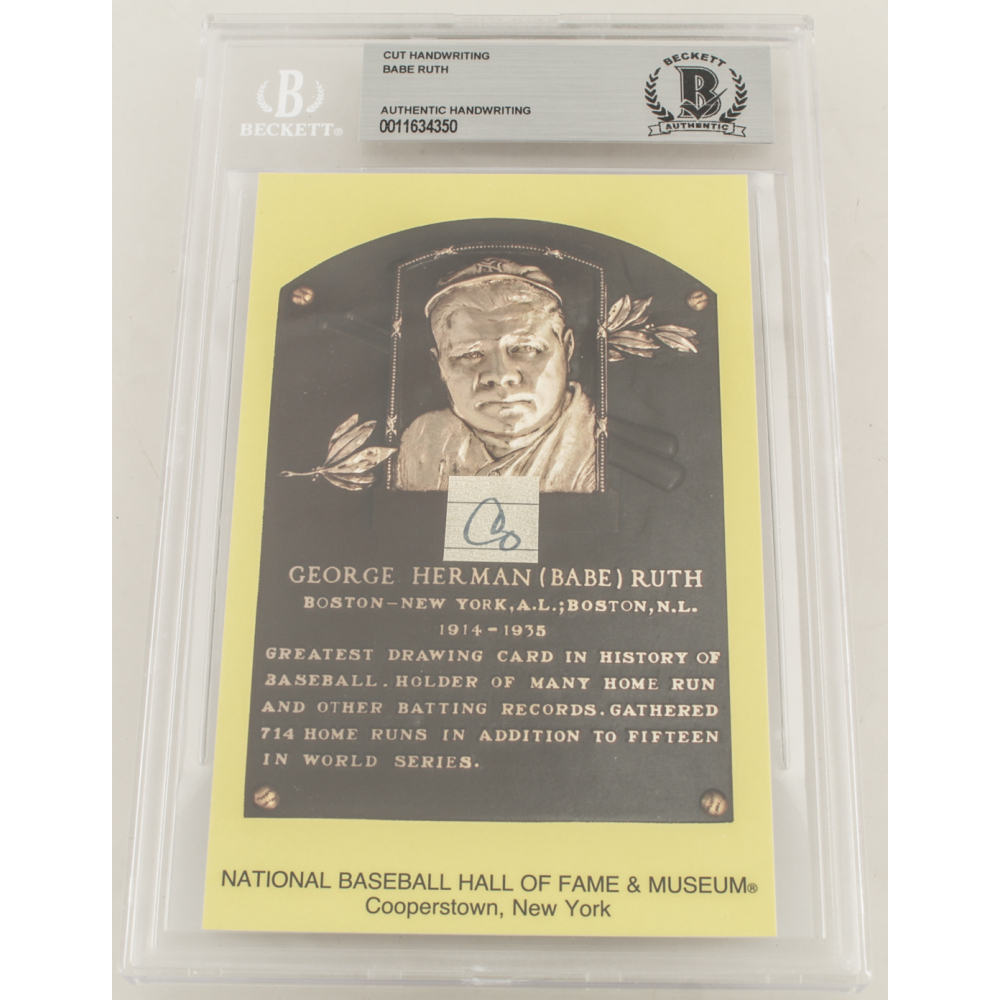 CUT HANDWRITING
BABE RUTH
AUTHENTIC HANDWRITING
0011634350
B
BECKETT®
BECKETT
B
AUTHENTIC
NY
GEORGE HERMAN (BABE) RUTH
BOSTON–NEW YORK, A.L.; BOSTON, N.L.
1914–1935
GREATEST DRAWING CARD IN HISTORY OF
BASEBALL. HOLDER OF MANY HOME RUN
AND OTHER BATTING RECORDS. GATHERED
714 HOME RUNS IN ADDITION TO FIFTEEN
IN WORLD SERIES.
NATIONAL BASEBALL HALL OF FAME & MUSEUM®
Cooperstown, New York